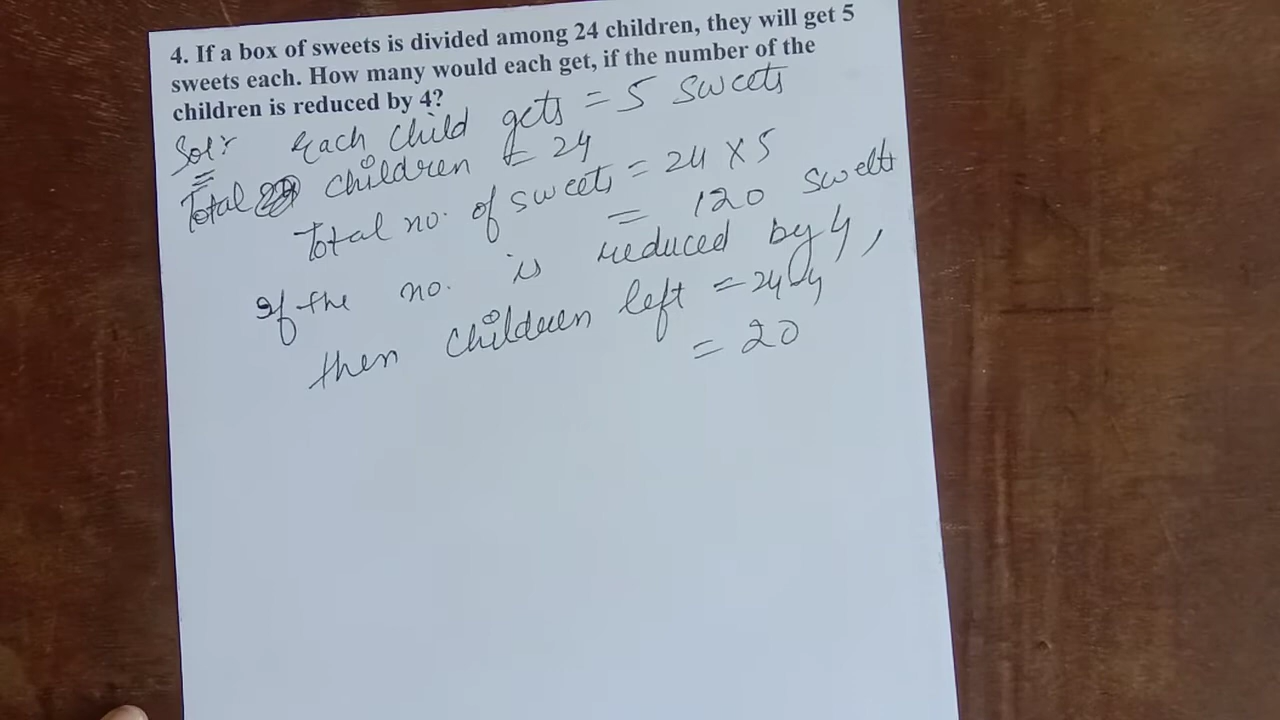 4. If a box of sweets is divided among 24 children, they will get 5
sweets each. How many would each get, if the number of the
children is reduced by 4?
Sol: Each child gets = 5 sweets
Total children = 24
Total no. of sweets = 24 X 5
= 120 sweets
If the no. is reduced by 4,
then children left = 24-4
= 20